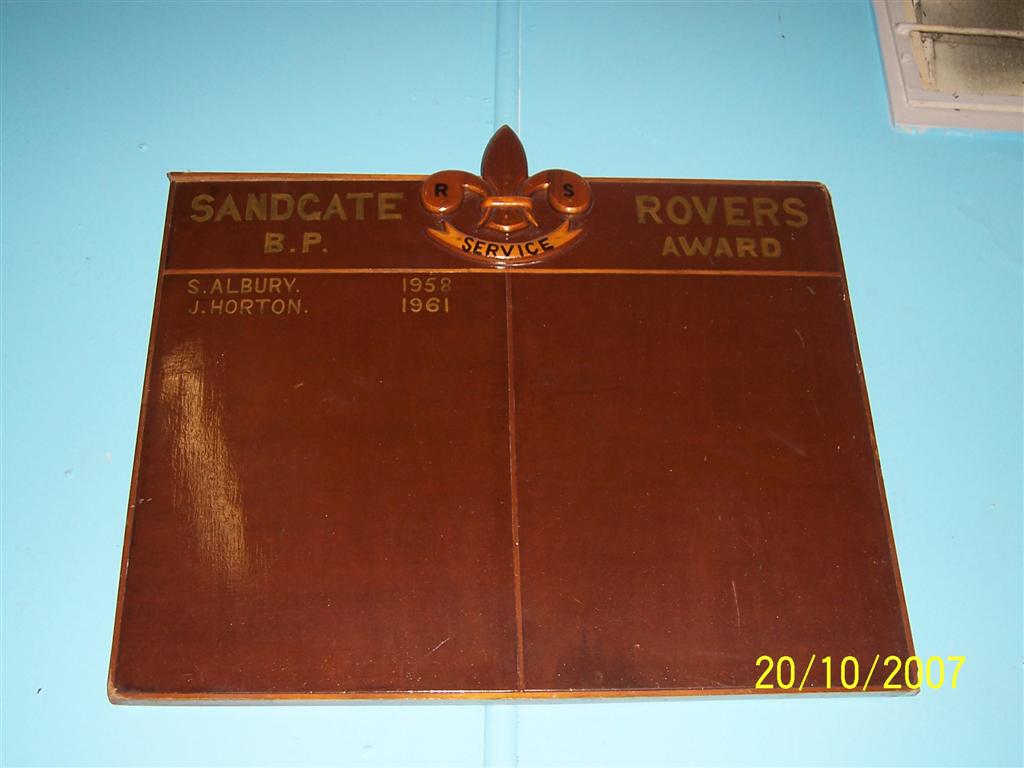 SANDGATE R S ROVERS
B.P. SERVICE AWARD
S.ALBURY. 1958
J.HORTON. 1961
20/10/2007